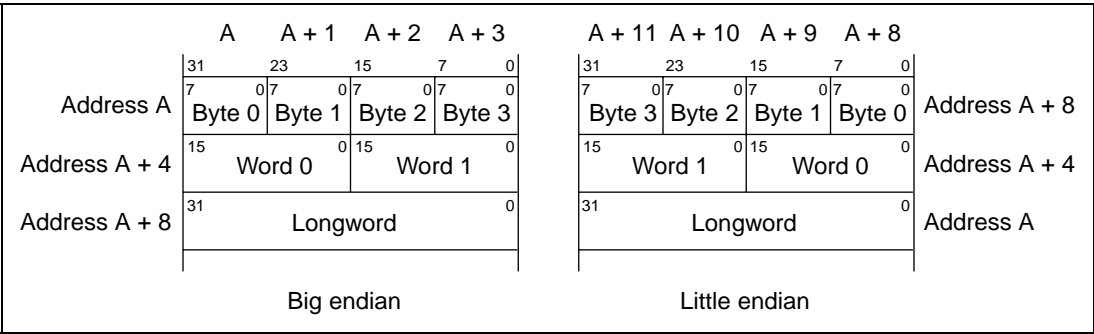 A A + 1 A + 2 A + 3 A + 11 A + 10 A + 9 A + 8
31 23 15 7 0 31 23 15 7 0
7 0 7 0 7 0 7 0 7 0 7 0 7 0 7 0
Address A Byte 0 Byte 1 Byte 2 Byte 3 Byte 3 Byte 2 Byte 1 Byte 0 Address A + 8
15 0 15 0 15 0 15 0
Address A + 4 Word 0 Word 1 Word 1 Word 0 Address A + 4
31 0 31 0
Address A + 8 Longword Longword Address A
Big endian Little endian